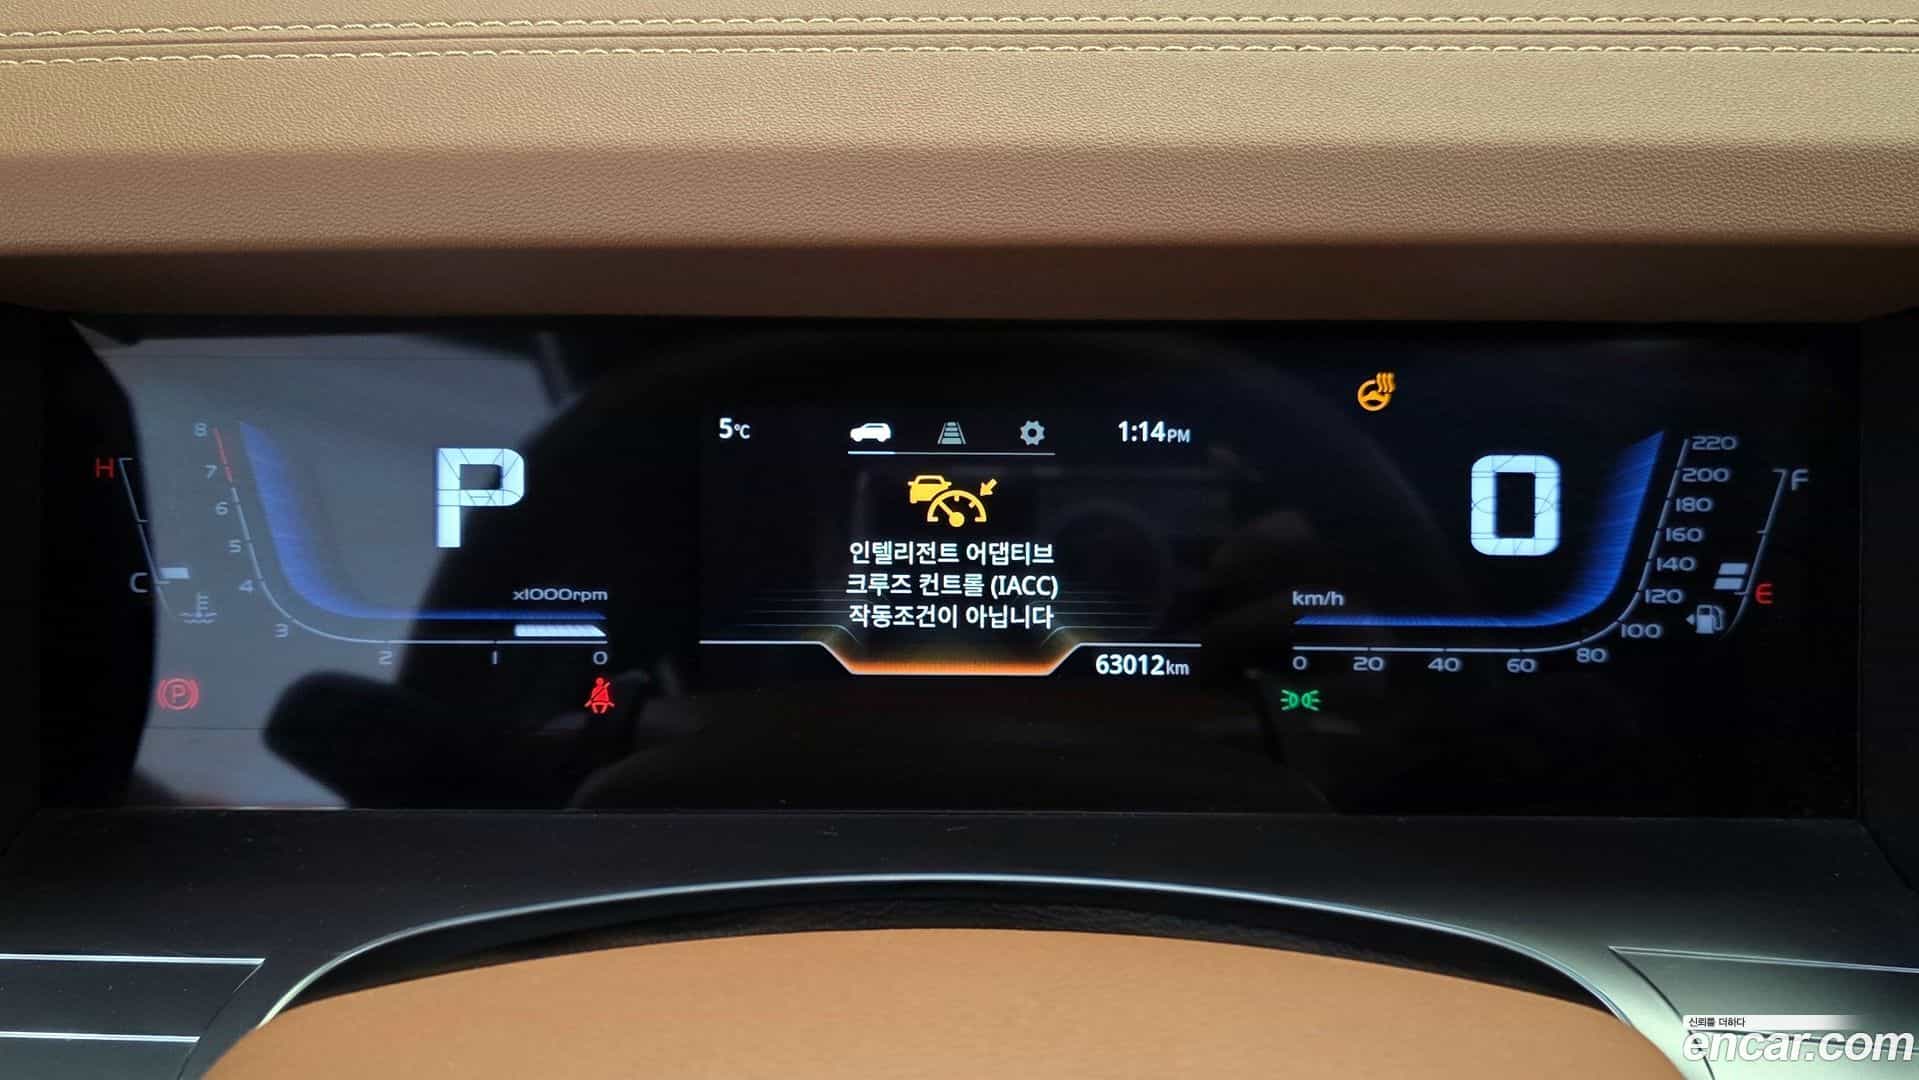 5℃
1:14PM
인텔리전트 어댑티브
크루즈 컨트롤 (IACC)
작동조건이 아닙니다
63012km
H
C
8
7
6
5
4
3
2
1
0
P
x1000rpm
P
0
km/h
0
20
40
60
80
100
120
140
160
180
200
220
F
E
신뢰를 더하다
encar.com